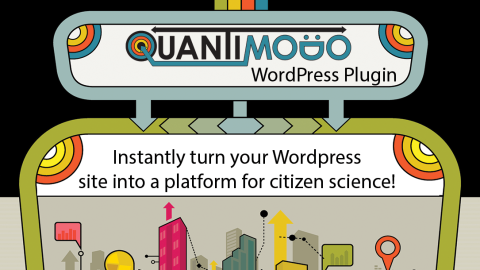 QUANTIMODO
WordPress Plugin
Instantly turn your Wordpress
site into a platform for citizen science!